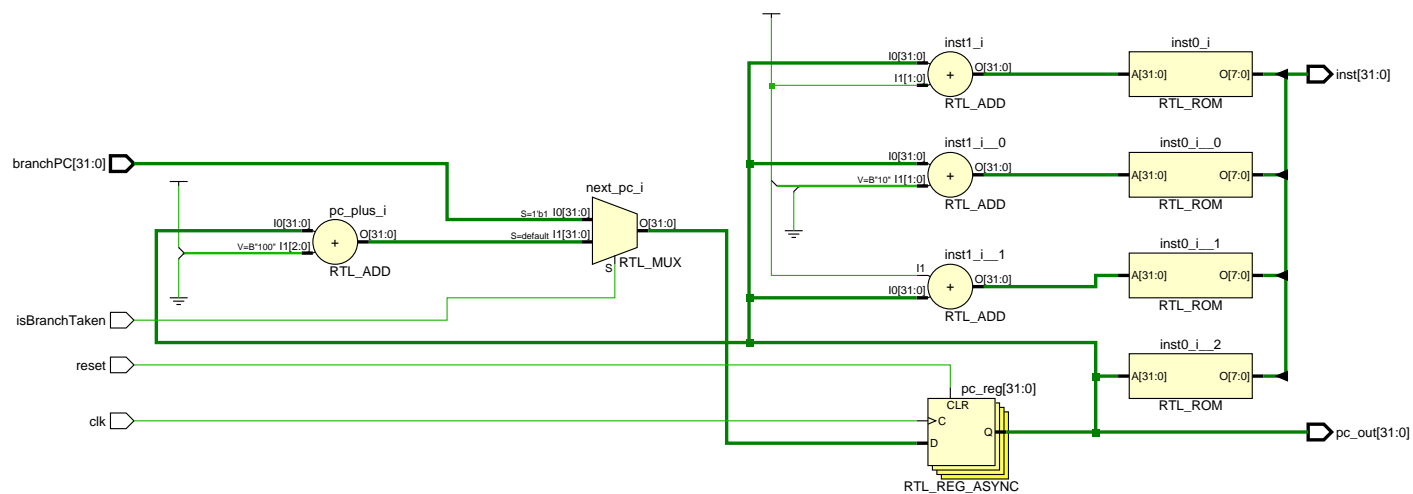 inst1_i
I0[31:0]
I1[1:0]
O[31:0]
+
RTL_ADD
inst0_i
A[31:0]
O[7:0]
RTL_ROM
inst[31:0]
inst1_i__0
I0[31:0]
V=B"10" I1[1:0]
O[31:0]
+
RTL_ADD
inst0_i__0
A[31:0]
O[7:0]
RTL_ROM
branchPC[31:0]
next_pc_i
S=1'b1 I0[31:0]
S=default I1[31:0]
O[31:0]
S
RTL_MUX
pc_plus_i
I0[31:0]
V=B"100" I1[2:0]
O[31:0]
+
RTL_ADD
inst1_i__1
I1
I0[31:0]
O[31:0]
+
RTL_ADD
inst0_i__1
A[31:0]
O[7:0]
RTL_ROM
isBranchTaken
reset
inst0_i__2
A[31:0]
O[7:0]
RTL_ROM
pc_reg[31:0]
CLR
clk
C
D
Q
RTL_REG_ASYNC
pc_out[31:0]